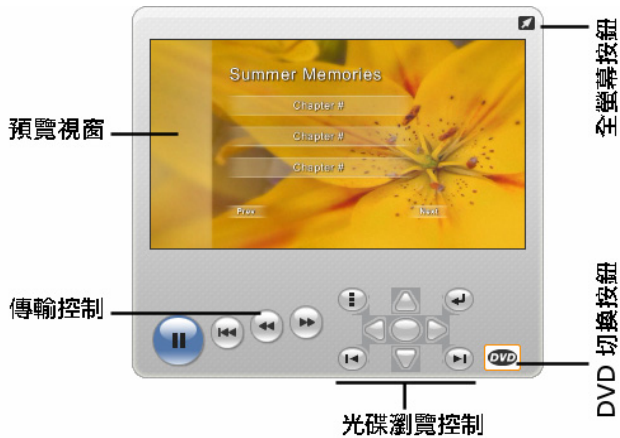 全螢幕按鈕
Summer Memories
Chapter #
Chapter #
Chapter #
預覽視窗
Prev
Next
傳輸控制
DVD
DVD 切換按鈕
光碟瀏覽控制